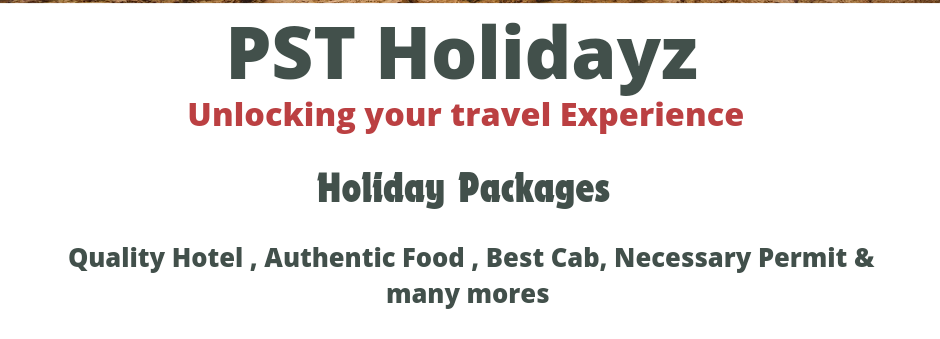 PST Holidayz
Unlocking your travel Experience
Holiday Packages
Quality Hotel , Authentic Food , Best Cab, Necessary Permit &
many mores